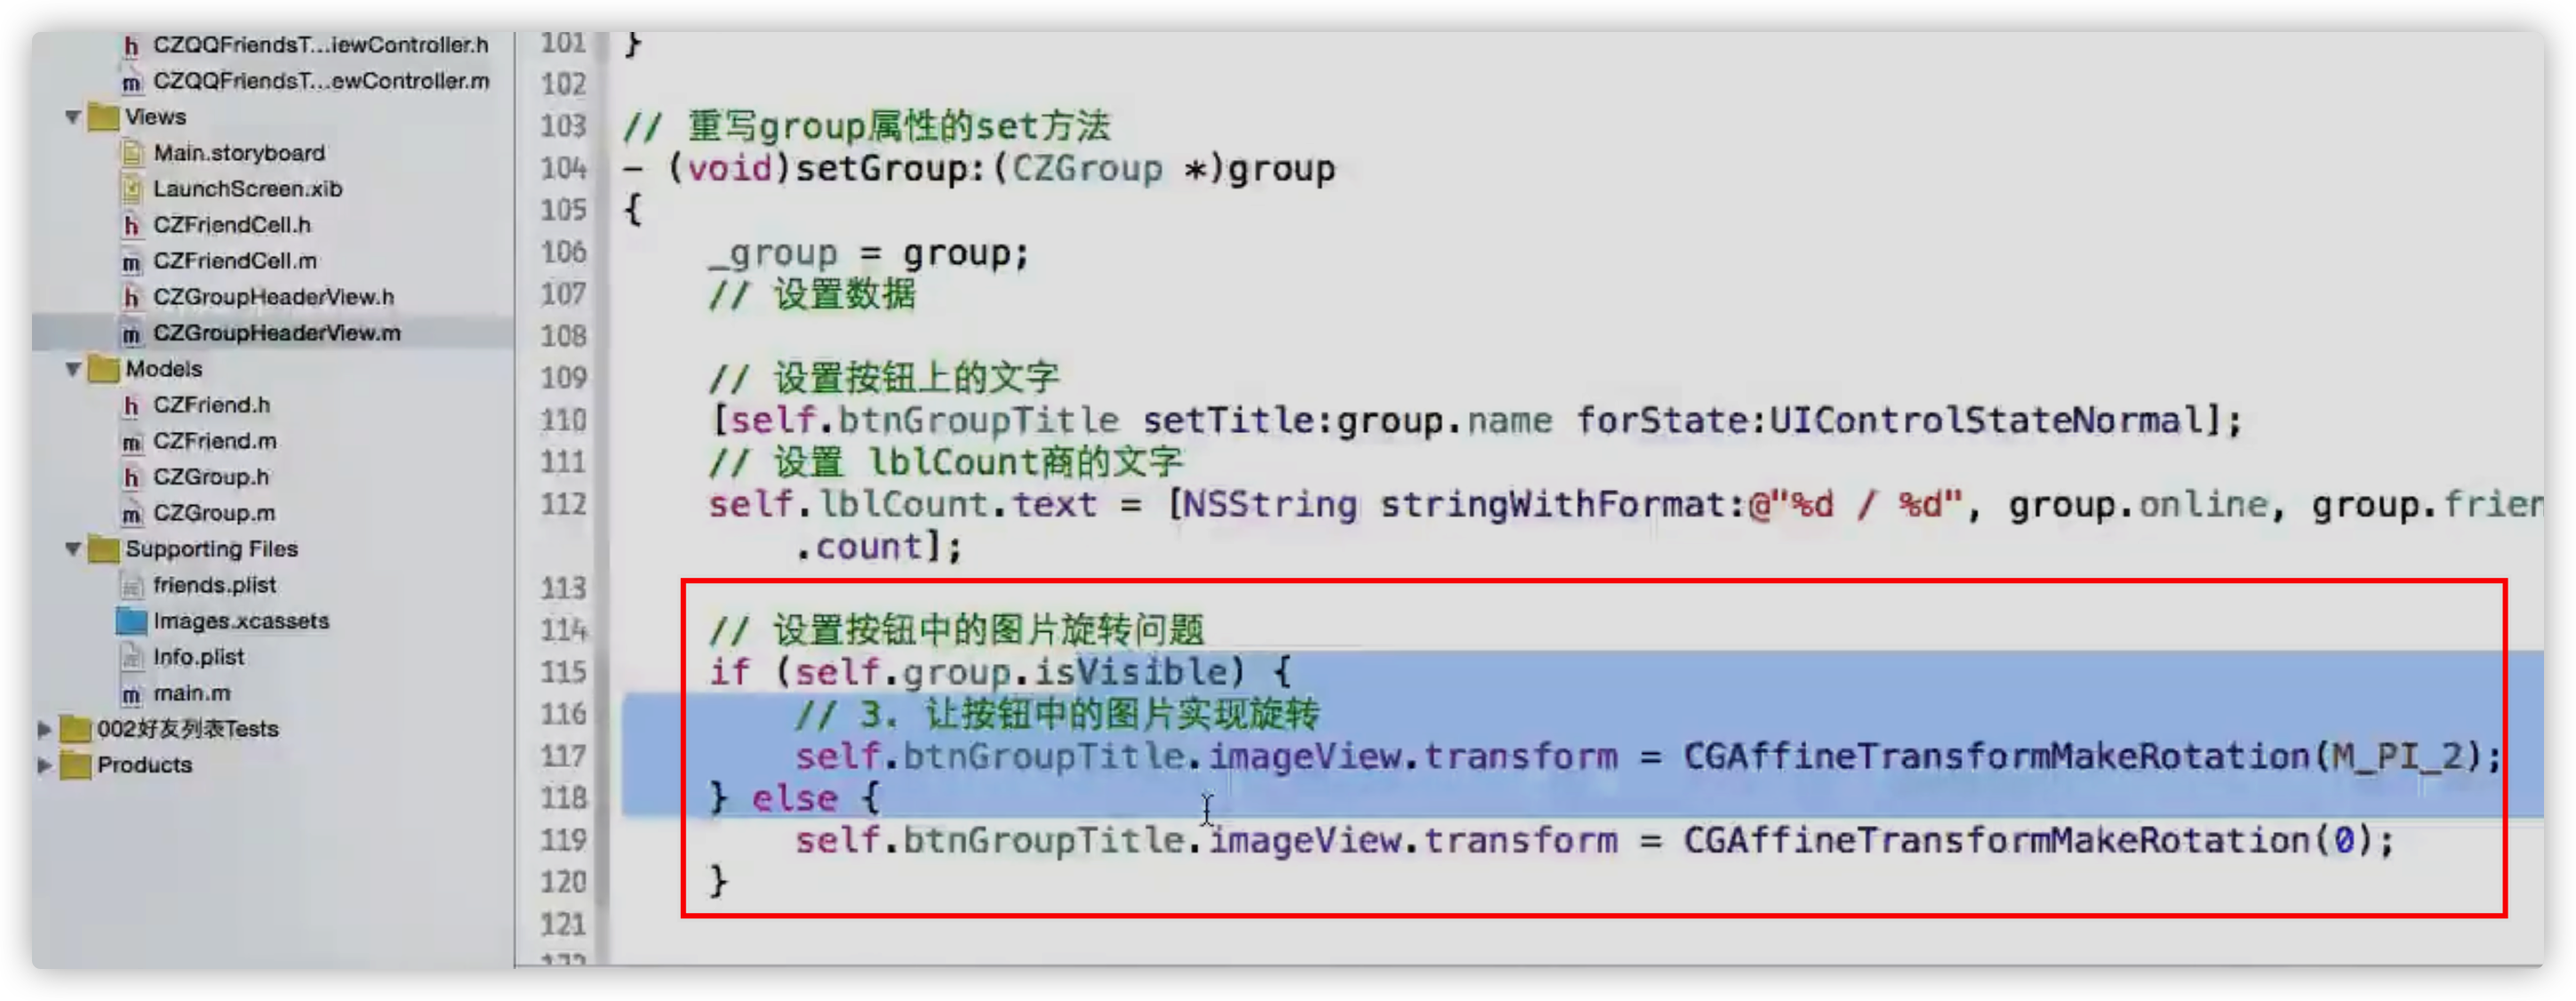 CZQQFriendsT...iewController.h
CZQQFriendsT...ewController.m
Views
Main.storyboard
LaunchScreen.xib
CZFriendCell.h
CZFriendCell.m
CZGroupHeaderView.h
CZGroupHeaderView.m
Models
CZFriend.h
CZFriend.m
CZGroup.h
CZGroup.m
Supporting Files
friends.plist
Images.xcassets
Info.plist
main.m
002好友列表Tests
Products
101 }
102
103 // 重写group属性的set方法
104 - (void)setGroup:(CZGroup *)group
105 {
106 _group = group;
107 // 设置数据
108
109 // 设置按钮上的文字
110 [self.btnGroupTitle setTitle:group.name forState:UIControlStateNormal];
111 // 设置 lblCount商的文字
112 self.lblCount.text = [NSString stringWithFormat:@"%d / %d", group.online, group.frien
.count];
113
114 // 设置按钮中的图片旋转问题
115 if (self.group.isVisible) {
116 // 3. 让按钮中的图片实现旋转
117 self.btnGroupTitle.imageView.transform = CGAffineTransformMakeRotation(M_PI_2);
118 } else {
119 self.btnGroupTitle.imageView.transform = CGAffineTransformMakeRotation(0);
120 }
121